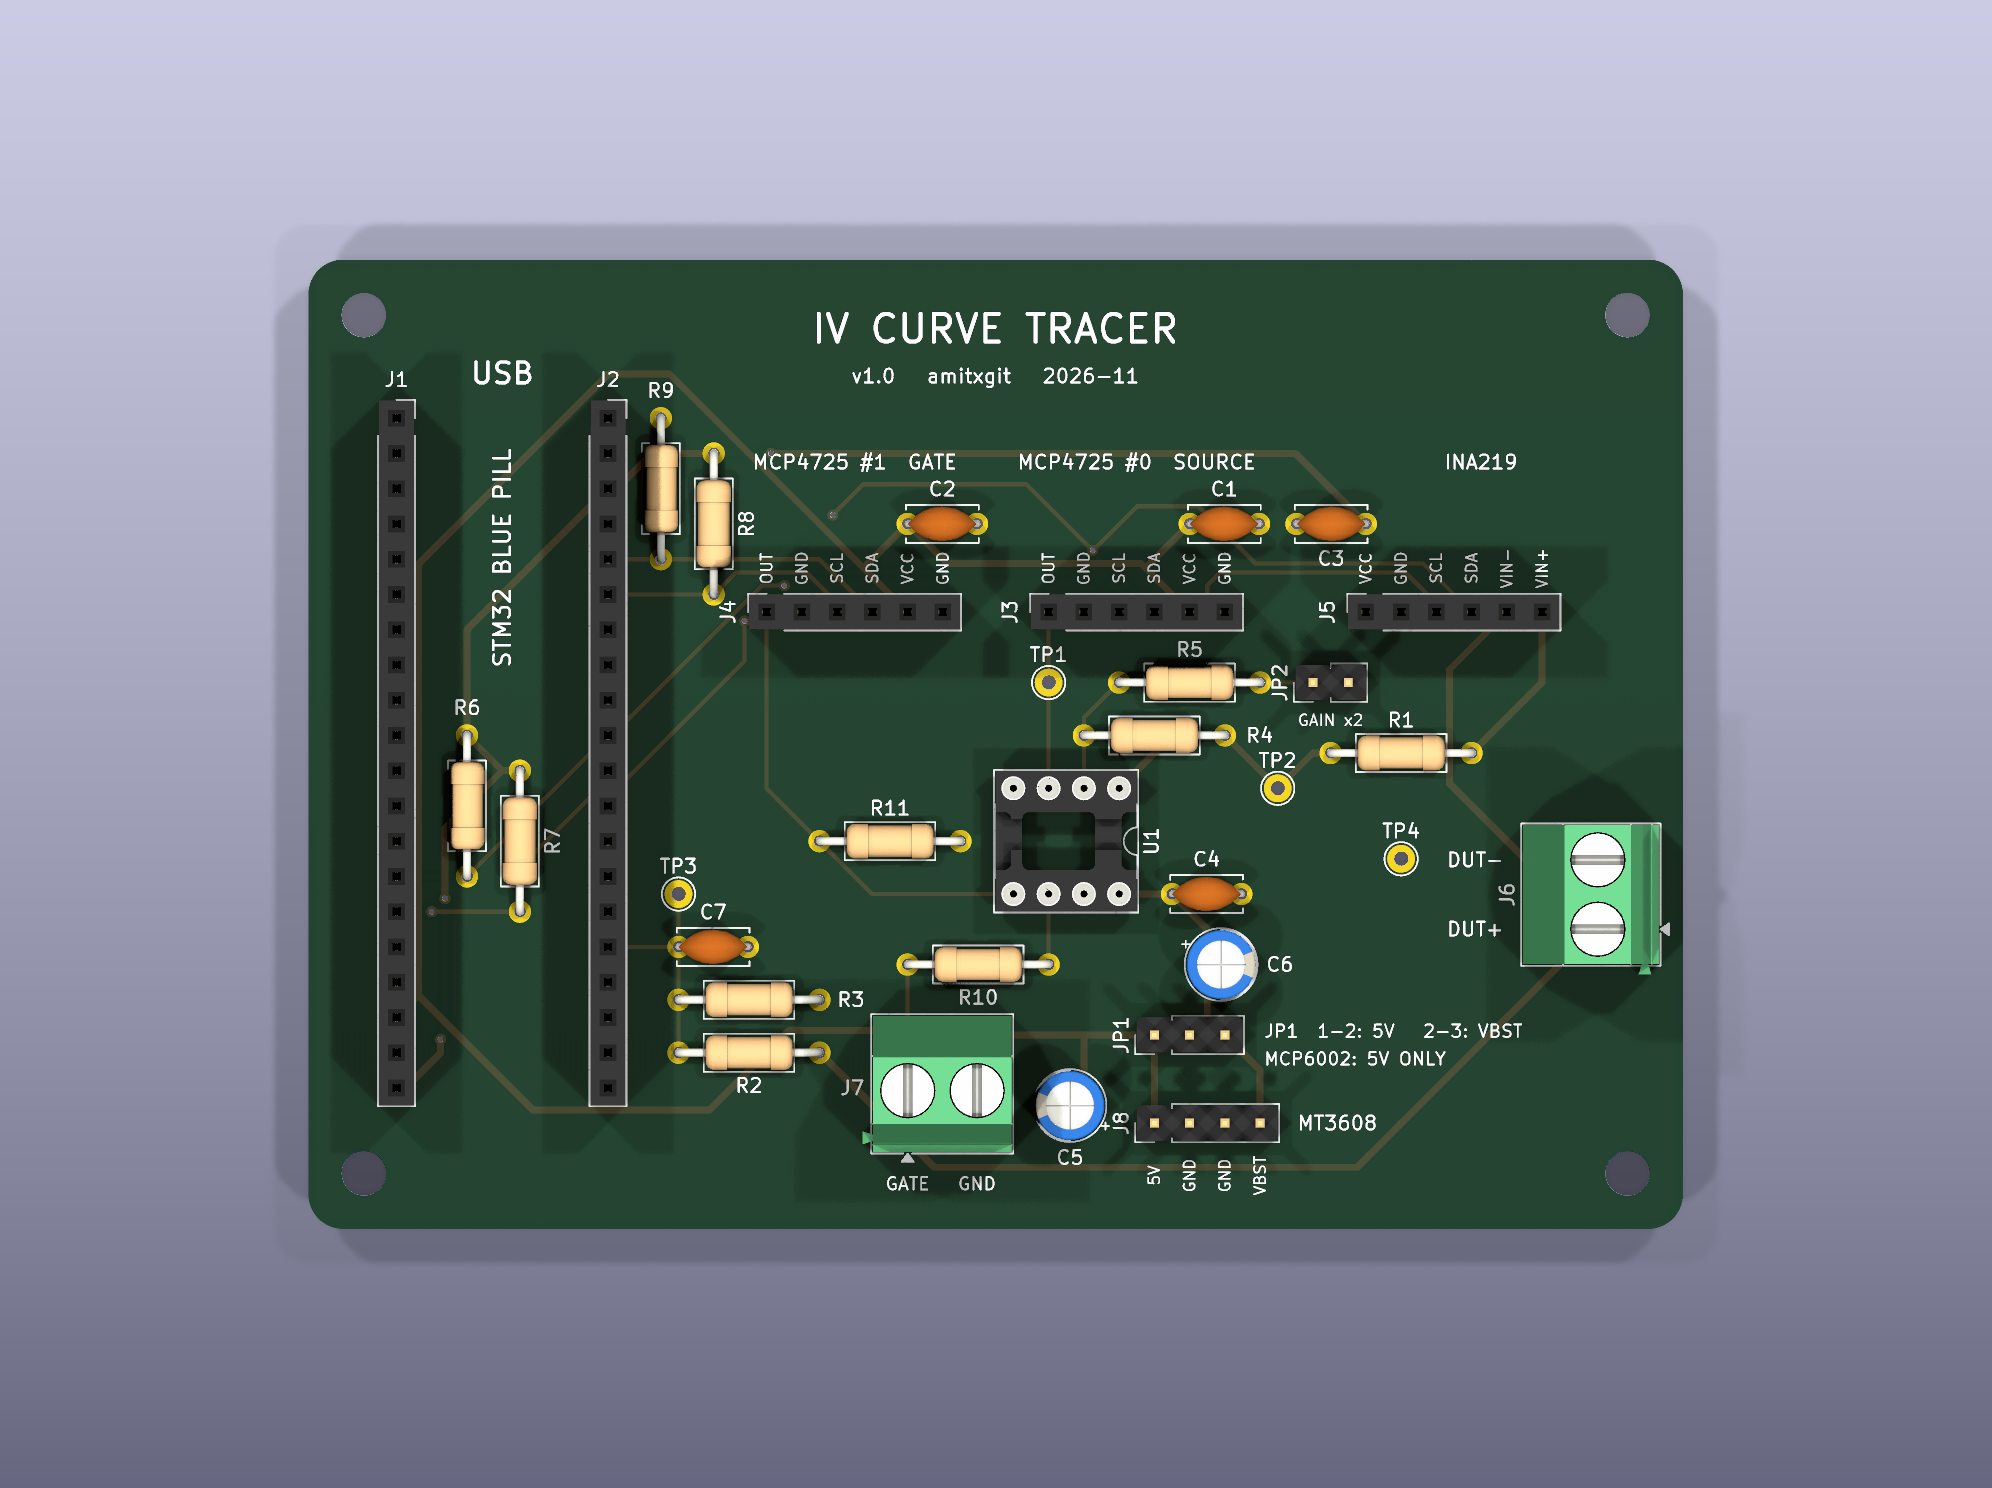 IV CURVE TRACER
v1.0 amitxgit 2026-11
USB
J1
J2
R9
STM32 BLUE PILL
R8
MCP4725 #1 GATE
MCP4725 #0 SOURCE
INA219
C2
C1
C3
OUT GND SCL SDA VCC GND
OUT GND SCL SDA VCC GND
VCC GND SCL SDA VIN- VIN+
J4
J3
J5
TP1
R5
JP2
GAIN x2
R1
R4
TP2
R6
R7
R11
U1
TP4
DUT-
J6
DUT+
TP3
C4
C7
+
C6
R3
R10
R2
JP1
JP1 1-2: 5V 2-3: VBST
MCP6002: 5V ONLY
J7
+
C5
J8
MT3608
GATE GND
5V GND GND VBST